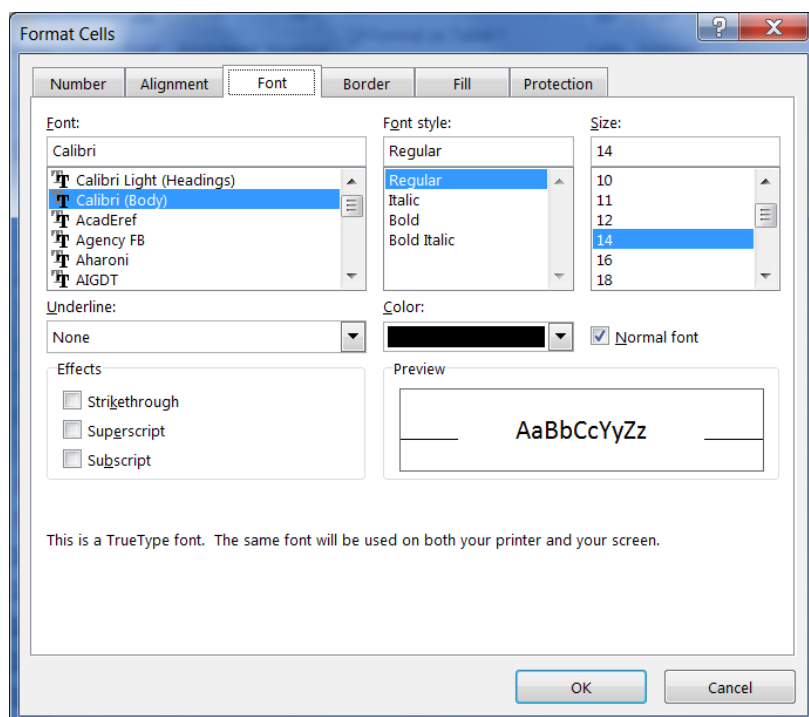 Format Cells
Number Alignment Font Border Fill Protection
Font: Font style: Size:
Calibri Regular 14
Calibri Light (Headings) Regular 10
Calibri (Body) Italic 11
AcadEref Bold 12
Agency FB Bold Italic 14
Aharoni 16
AIGDT 18
Underline: Color:
None Normal font
Effects Preview
Strikethrough
Superscript AaBbCcYyZz
Subscript
This is a TrueType font. The same font will be used on both your printer and your screen.
OK Cancel